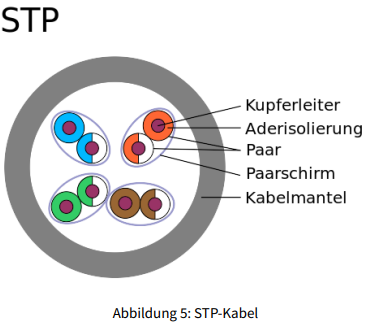 STP
Kupferleiter
Aderisolierung
Paar
Paarschirm
Kabelmantel
Abbildung 5: STP-Kabel